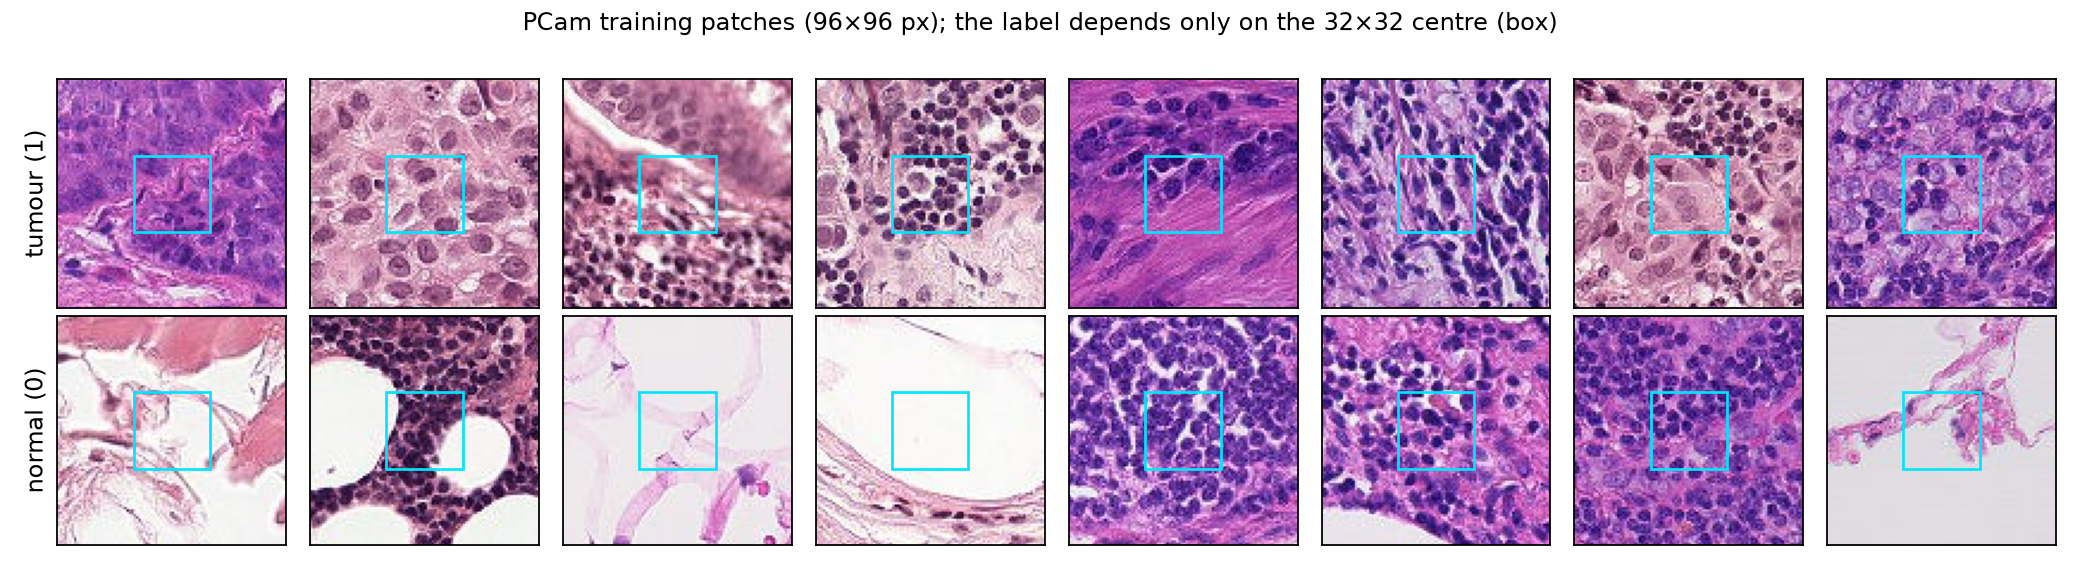 PCam training patches (96×96 px); the label depends only on the 32×32 centre (box)
tumour (1)
normal (0)